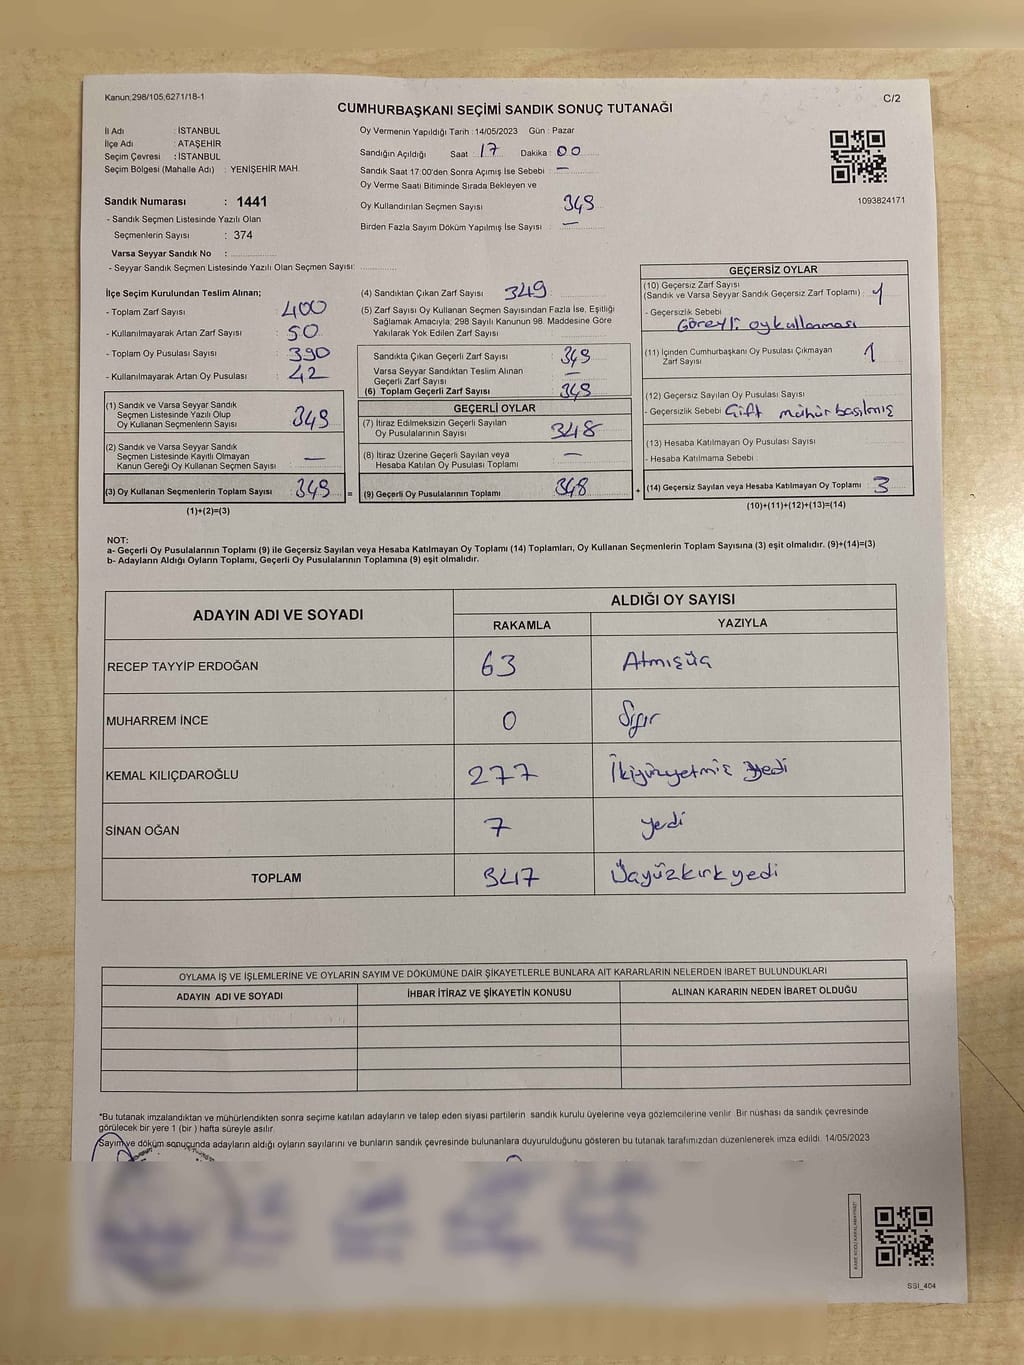 Kanun;298/105,6271/18-1
C/2
CUMHURBAŞKANI SEÇİMİ SANDIK SONUÇ TUTANAĞI
İl Adı : İSTANBUL
İlçe Adı : ATAŞEHİR
Seçim Çevresi : İSTANBUL
Seçim Bölgesi (Mahalle Adı) : YENİŞEHİR MAH.
Sandık Numarası : 1441
- Sandık Seçmen Listesinde Yazılı Olan
Seçmenlerin Sayısı : 374
Varsa Seyyar Sandık No :
- Seyyar Sandık Seçmen Listesinde Yazılı Olan Seçmen Sayısı:
Oy Vermenin Yapıldığı Tarih : 14/05/2023 Gün : Pazar
Sandığın Açıldığı Saat : 17 Dakika : 00
Sandık Saat 17:00'den Sonra Açımış İse Sebebi : —
Oy Verme Saati Bitiminde Sırada Bekleyen ve
Oy Kullandırılan Seçmen Sayısı 349
Birden Fazla Sayım Döküm Yapılmış İse Sayısı : —
1093824171
İlçe Seçim Kurulundan Teslim Alınan;
- Toplam Zarf Sayısı : 400
- Kullanılmayarak Artan Zarf Sayısı : 50
- Toplam Oy Pusulası Sayısı : 390
- Kullanılmayarak Artan Oy Pusulası : 42
(1) Sandık ve Varsa Seyyar Sandık
Seçmen Listesinde Yazılı Olup
Oy Kullanan Seçmenlerin Sayısı 349
(2) Sandık ve Varsa Seyyar Sandık
Seçmen Listesinde Kayıtlı Olmayan
Kanun Gereği Oy Kullanan Seçmen Sayısı —
(3) Oy Kullanan Seçmenlerin Toplam Sayısı 349 =
(1)+(2)=(3)
(4) Sandıktan Çıkan Zarf Sayısı 349
(5) Zarf Sayısı Oy Kullanan Seçmen Sayısından Fazla İse, Eşitliği
Sağlamak Amacıyla; 298 Sayılı Kanunun 98. Maddesine Göre
Yakılarak Yok Edilen Zarf Sayısı
Sandıkta Çıkan Geçerli Zarf Sayısı 349
Varsa Seyyar Sandıktan Teslim Alınan
Geçerli Zarf Sayısı —
(6) Toplam Geçerli Zarf Sayısı 349
GEÇERLİ OYLAR
(7) İtiraz Edilmeksizin Geçerli Sayılan
Oy Pusulalarının Sayısı 348
(8) İtiraz Üzerine Geçerli Sayılan veya
Hesaba Katılan Oy Pusulası Toplamı —
(9) Geçerli Oy Pusulalarının Toplamı 348 +
GEÇERSİZ OYLAR
(10) Geçersiz Zarf Sayısı
(Sandık ve Varsa Seyyar Sandık Geçersiz Zarf Toplamı) : 1
- Geçersizlik Sebebi
Görevli oy kullanması
(11) İçinden Cumhurbaşkanı Oy Pusulası Çıkmayan
Zarf Sayısı 1
(12) Geçersiz Sayılan Oy Pusulası Sayısı
- Geçersizlik Sebebi Çift mühür basılmış
(13) Hesaba Katılmayan Oy Pusulası Sayısı
- Hesaba Katılmama Sebebi :
(14) Geçersiz Sayılan veya Hesaba Katılmayan Oy Toplamı 3
(10)+(11)+(12)+(13)=(14)
NOT:
a- Geçerli Oy Pusulalarının Toplamı (9) ile Geçersiz Sayılan veya Hesaba Katılmayan Oy Toplamı (14) Toplamları, Oy Kullanan Seçmenlerin Toplam Sayısına (3) eşit olmalıdır. (9)+(14)=(3)
b- Adayların Aldığı Oyların Toplamı, Geçerli Oy Pusulalarının Toplamına (9) eşit olmalıdır.
ADAYIN ADI VE SOYADI ALDIĞI OY SAYISI
RAKAMLA YAZIYLA
RECEP TAYYİP ERDOĞAN 63 Atmışüç
MUHARREM İNCE 0 Sıfır
KEMAL KILIÇDAROĞLU 277 İkiyüzyetmiş yedi
SİNAN OĞAN 7 yedi
TOPLAM 347 Üçyüzkırkyedi
OYLAMA İŞ VE İŞLEMLERİNE VE OYLARIN SAYIM VE DÖKÜMÜNE DAİR ŞİKAYETLERLE BUNLARA AİT KARARLARIN NELERDEN İBARET BULUNDUKLARI
ADAYIN ADI VE SOYADI İHBAR İTİRAZ VE ŞİKAYETİN KONUSU ALINAN KARARIN NEDEN İBARET OLDUĞU
*Bu tutanak imzalandıktan ve mühürlendikten sonra seçime katılan adayların ve talep eden siyasi partilerin sandık kurulu üyelerine veya gözlemcilerine verilir. Bir nüshası da sandık çevresinde
görülecek bir yere 1 (bir ) hafta süreyle asılır.
Sayım ve döküm sonucunda adayların aldığı oyların sayılarını ve bunların sandık çevresinde bulunanlara duyurulduğunu gösteren bu tutanak tarafımızdan düzenlenerek imza edildi. 14/05/2023
SSI_404